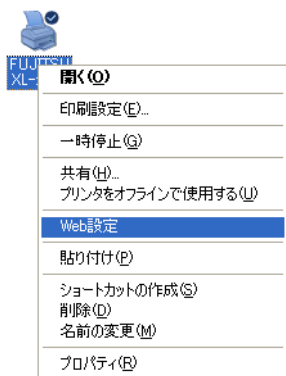 FUJITSU
XL-
開く(O)
印刷設定(E)...
一時停止(G)
共有(H)...
プリンタをオフラインで使用する(U)
Web設定
貼り付け(P)
ショートカットの作成(S)
削除(D)
名前の変更(M)
プロパティ(R)